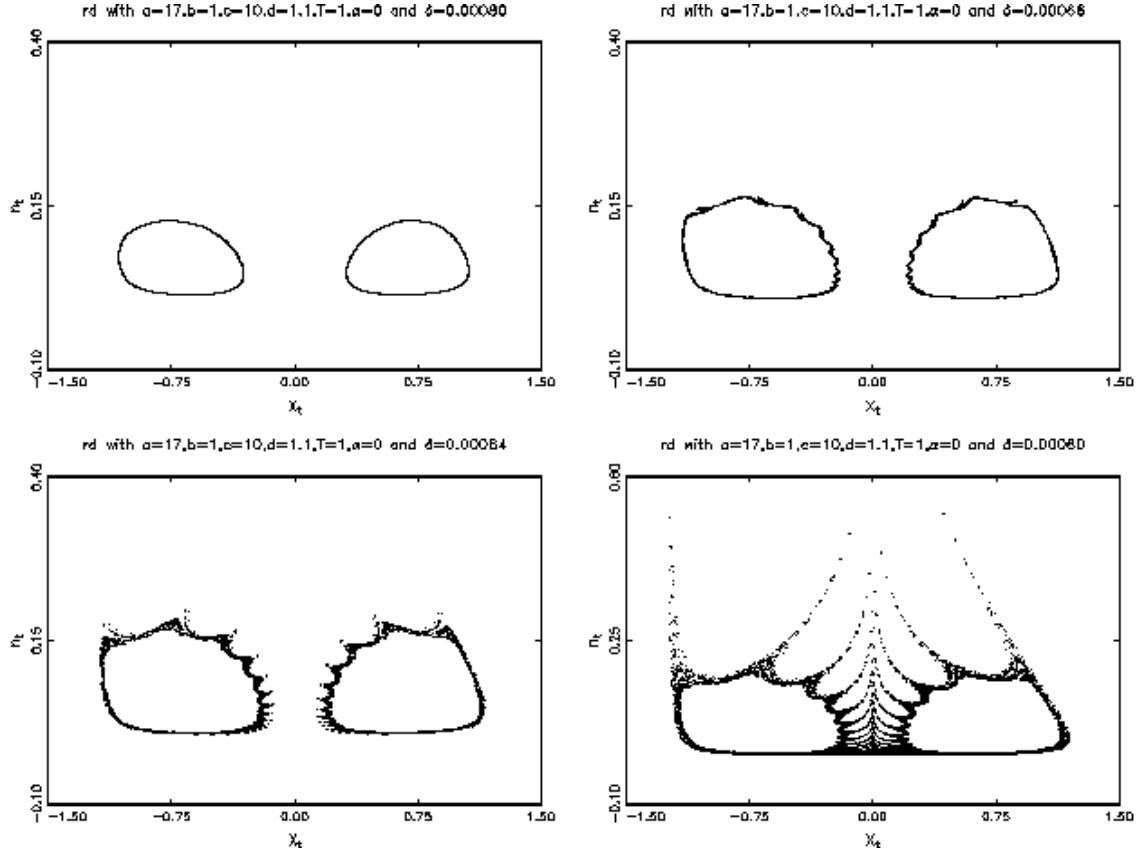 rd with a=17,b=1,c=10,d=1.1,T=1,α=0 and δ=0.00080
0.40
0.15
-0.10
n_t
-1.50 -0.75 0.00 0.75 1.50
X_t
rd with a=17,b=1,c=10,d=1.1,T=1,α=0 and δ=0.00066
0.40
0.15
-0.10
n_t
-1.50 -0.75 0.00 0.75 1.50
X_t
rd with a=17,b=1,c=10,d=1.1,T=1,α=0 and δ=0.00064
0.40
0.15
-0.10
n_t
-1.50 -0.75 0.00 0.75 1.50
X_t
rd with a=17,b=1,c=10,d=1.1,T=1,α=0 and δ=0.00060
0.25
-0.10
n_t
-1.50 -0.75 0.00 0.75 1.50
X_t